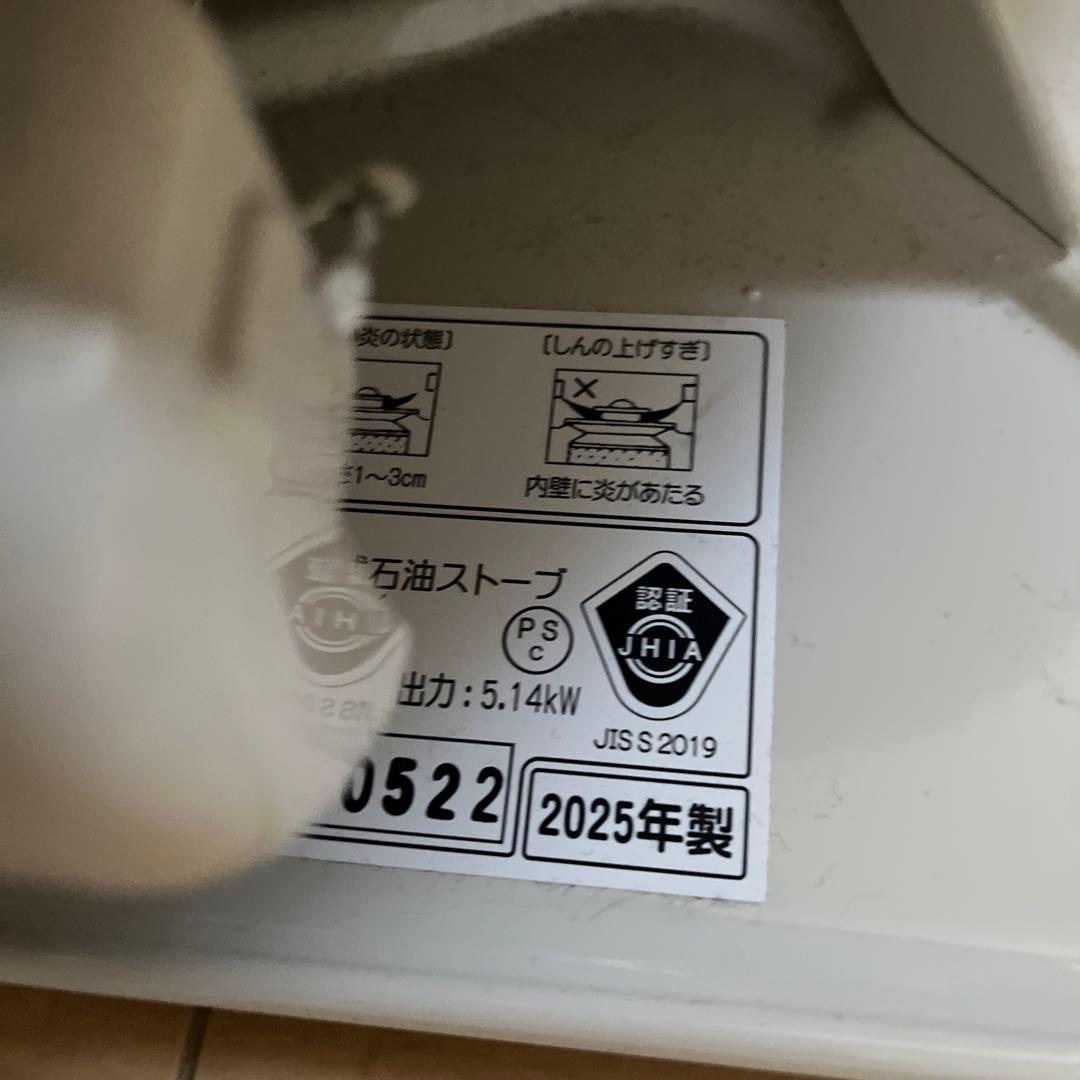 炎の状態】
【しんの上げすぎ】
1～3cm
内壁に炎があたる
石油ストーブ
PS
C
認証
JHIA
出力:5.14kW
JIS S 2019
0522
2025年製